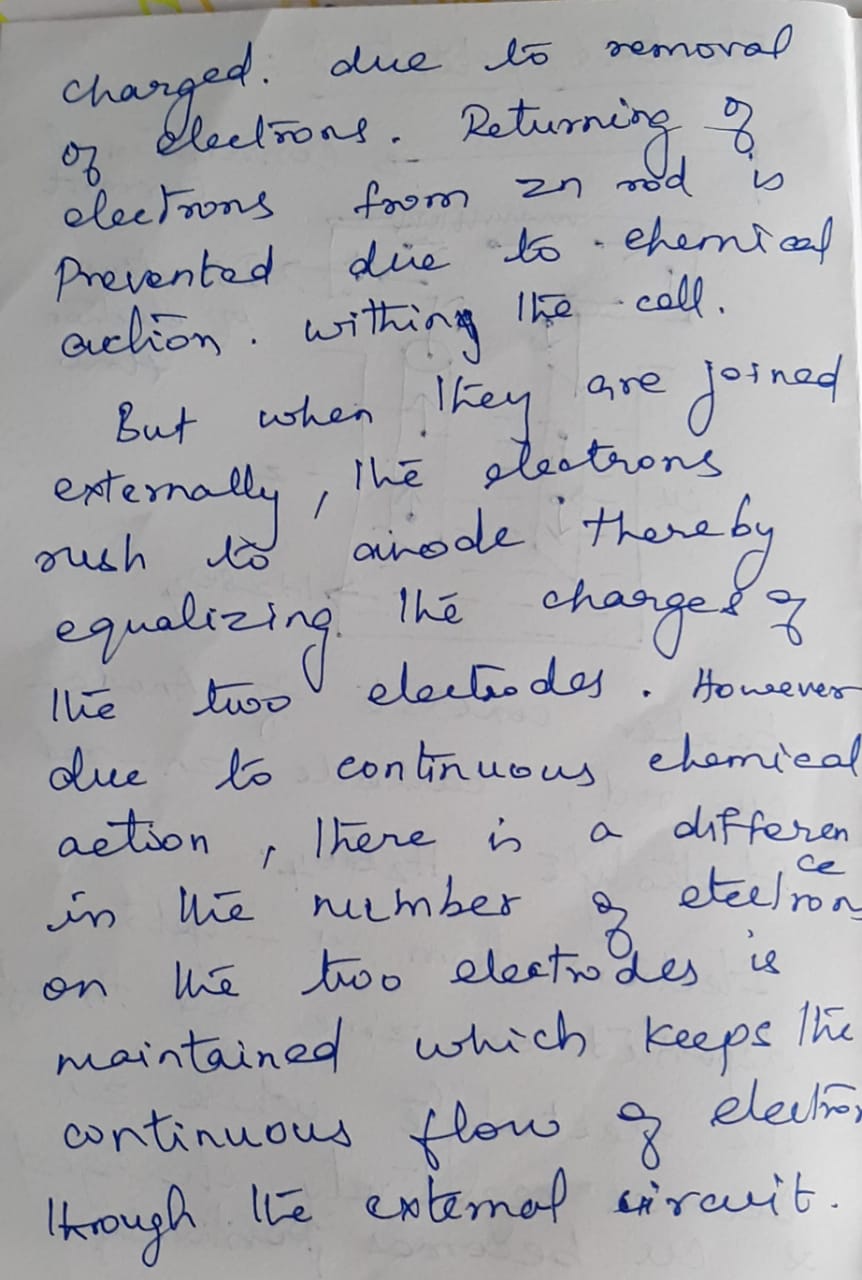 charged. due to removal
of electrons. Returning of
electrons from zn rod is
Prevented due to chemical
action. withing the cell.
But when they are joined
externally, the electrons
rush to anode thereby
equalizing the charges of
the two electrodes. However
due to continuous chemical
action, there is a differen
ce
in the number of electron
on the two electrodes is
maintained which keeps the
continuous flow of electron
through the external circuit.